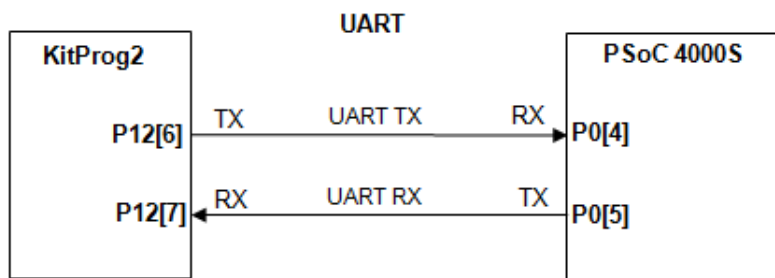 UART
KitProg2
PSoC 4000S
P12[6] TX UART TX RX P0[4]
P12[7] RX UART RX TX P0[5]